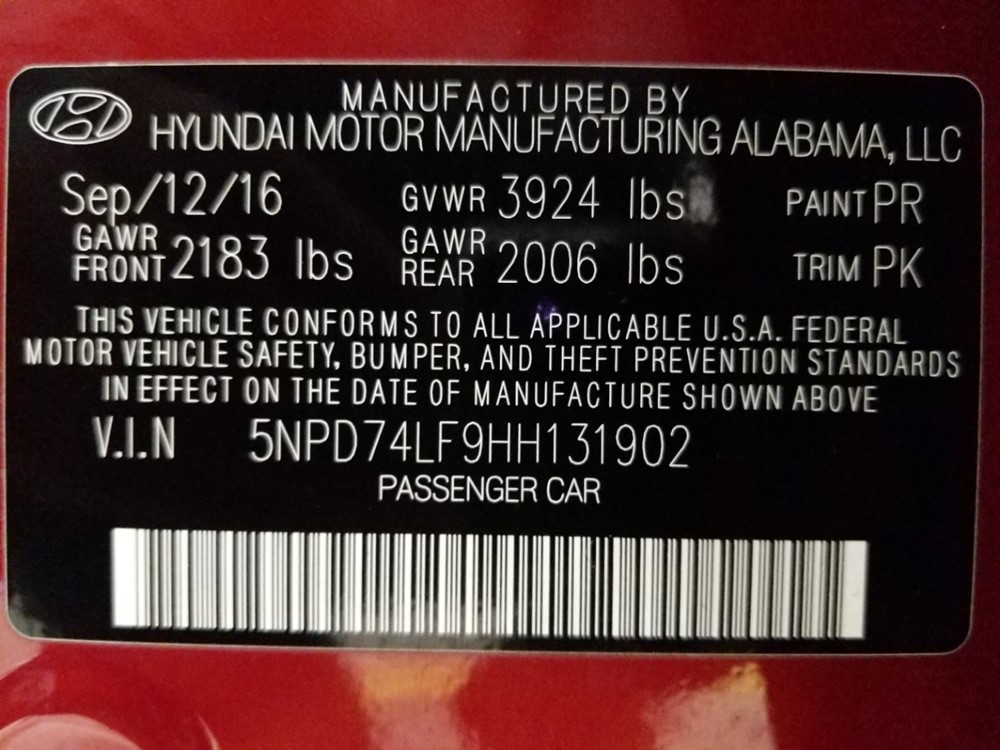 MANUFACTURED BY
HYUNDAI MOTOR MANUFACTURING ALABAMA, LLC
Sep/12/16 GVWR 3924 lbs PAINT PR
GAWR FRONT 2183 lbs GAWR REAR 2006 lbs TRIM PK
THIS VEHICLE CONFORMS TO ALL APPLICABLE U.S.A. FEDERAL
MOTOR VEHICLE SAFETY, BUMPER, AND THEFT PREVENTION STANDARDS
IN EFFECT ON THE DATE OF MANUFACTURE SHOWN ABOVE
V.I.N 5NPD74LF9HH131902
PASSENGER CAR